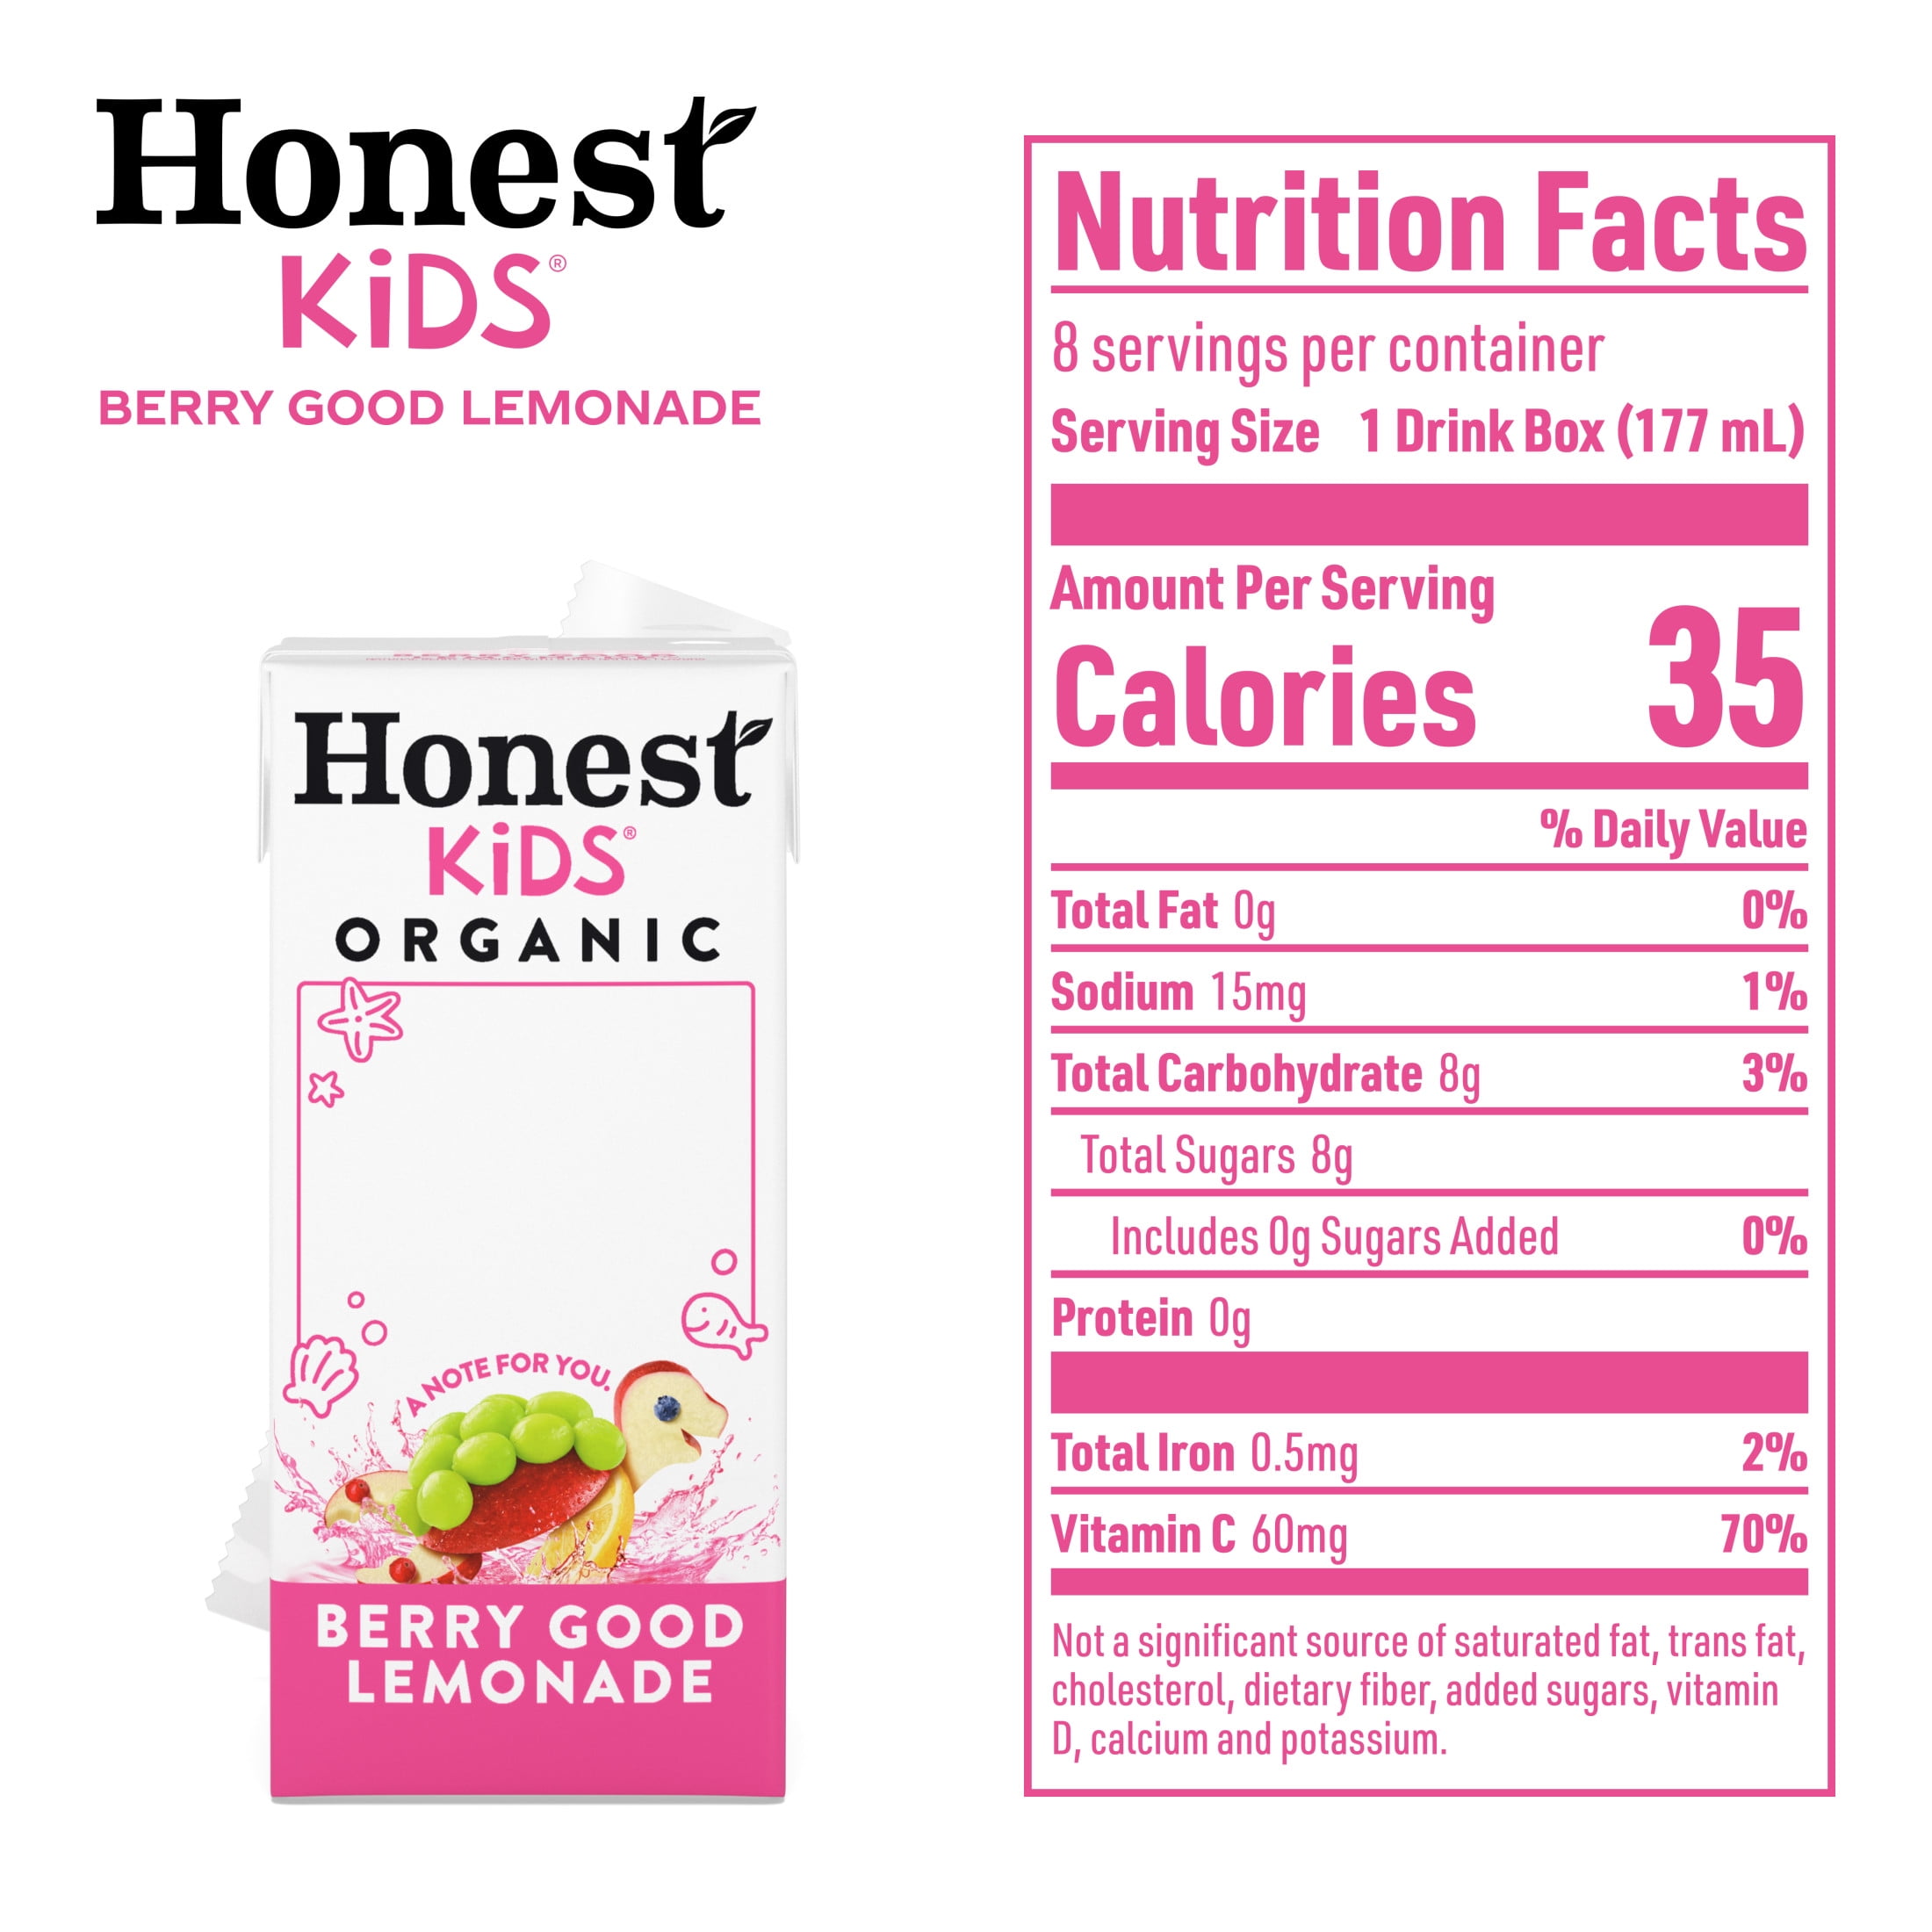 Honest
KiDS®
BERRY GOOD LEMONADE
Honest
KiDS®
ORGANIC
A NOTE FOR YOU.
BERRY GOOD
LEMONADE
Nutrition Facts
8 servings per container
Serving Size 1 Drink Box (177 mL)
Amount Per Serving
Calories 35
% Daily Value
Total Fat 0g 0%
Sodium 15mg 1%
Total Carbohydrate 8g 3%
Total Sugars 8g
Includes 0g Sugars Added 0%
Protein 0g
Total Iron 0.5mg 2%
Vitamin C 60mg 70%
Not a significant source of saturated fat, trans fat,
cholesterol, dietary fiber, added sugars, vitamin
D, calcium and potassium.